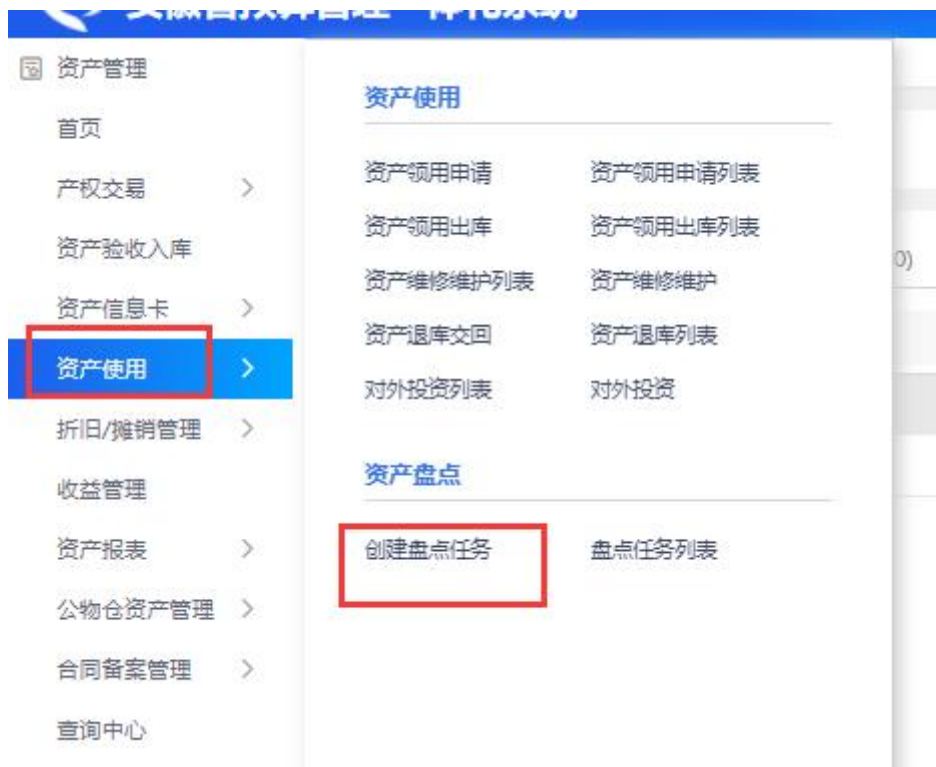 资产管理
首页
产权交易
资产验收入库
资产信息卡
资产使用
折旧/摊销管理
收益管理
资产报表
公物仓资产管理
合同备案管理
查询中心
资产使用
资产领用申请 资产领用申请列表
资产领用出库 资产领用出库列表
资产维修维护列表 资产维修维护
资产退库交回 资产退库列表
对外投资列表 对外投资
资产盘点
创建盘点任务 盘点任务列表
0)